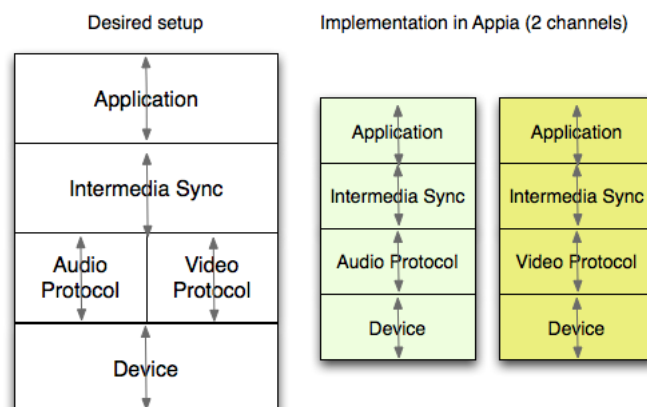 Desired setup
Implementation in Appia (2 channels)
Application
Intermedia Sync
Audio
Protocol
Video
Protocol
Device
Application
Intermedia Sync
Audio Protocol
Device
Application
Intermedia Sync
Video Protocol
Device